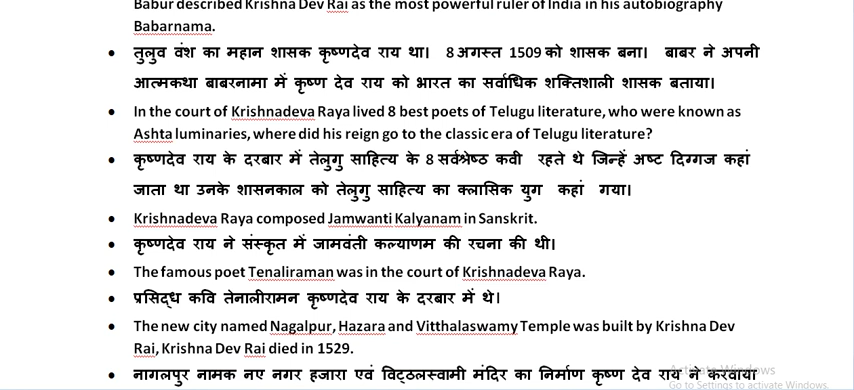 Babur described Krishna Dev Rai as the most powerful ruler of India in his autobiography
Babarnama.
• तुलुव वंश का महान शासक कृष्णदेव राय था। 8 अगस्त 1509 को शासक बना। बाबर ने अपनी
आत्मकथा बाबरनामा में कृष्ण देव राय को भारत का सर्वाधिक शक्तिशाली शासक बताया।
• In the court of Krishnadeva Raya lived 8 best poets of Telugu literature, who were known as
Ashta luminaries, where did his reign go to the classic era of Telugu literature?
• कृष्णदेव राय के दरबार में तेलुगु साहित्य के 8 सर्वश्रेष्ठ कवी रहते थे जिन्हें अष्ट दिग्गज कहां
जाता था उनके शासनकाल को तेलुगु साहित्य का क्लासिक युग कहां गया।
• Krishnadeva Raya composed Jamwanti Kalyanam in Sanskrit.
• कृष्णदेव राय ने संस्कृत में जामवंती कल्याणम की रचना की थी।
• The famous poet Tenaliraman was in the court of Krishnadeva Raya.
• प्रसिद्ध कवि तेनालीरामन कृष्णदेव राय के दरबार में थे।
• The new city named Nagalpur, Hazara and Vitthalaswamy Temple was built by Krishna Dev
Rai, Krishna Dev Rai died in 1529.
• नागलपुर नामक नए नगर हजारा एवं विट्ठलस्वामी मंदिर का निर्माण कृष्ण देव राय ने करवाया
Activate Windows
Go to Settings to activate Windows.